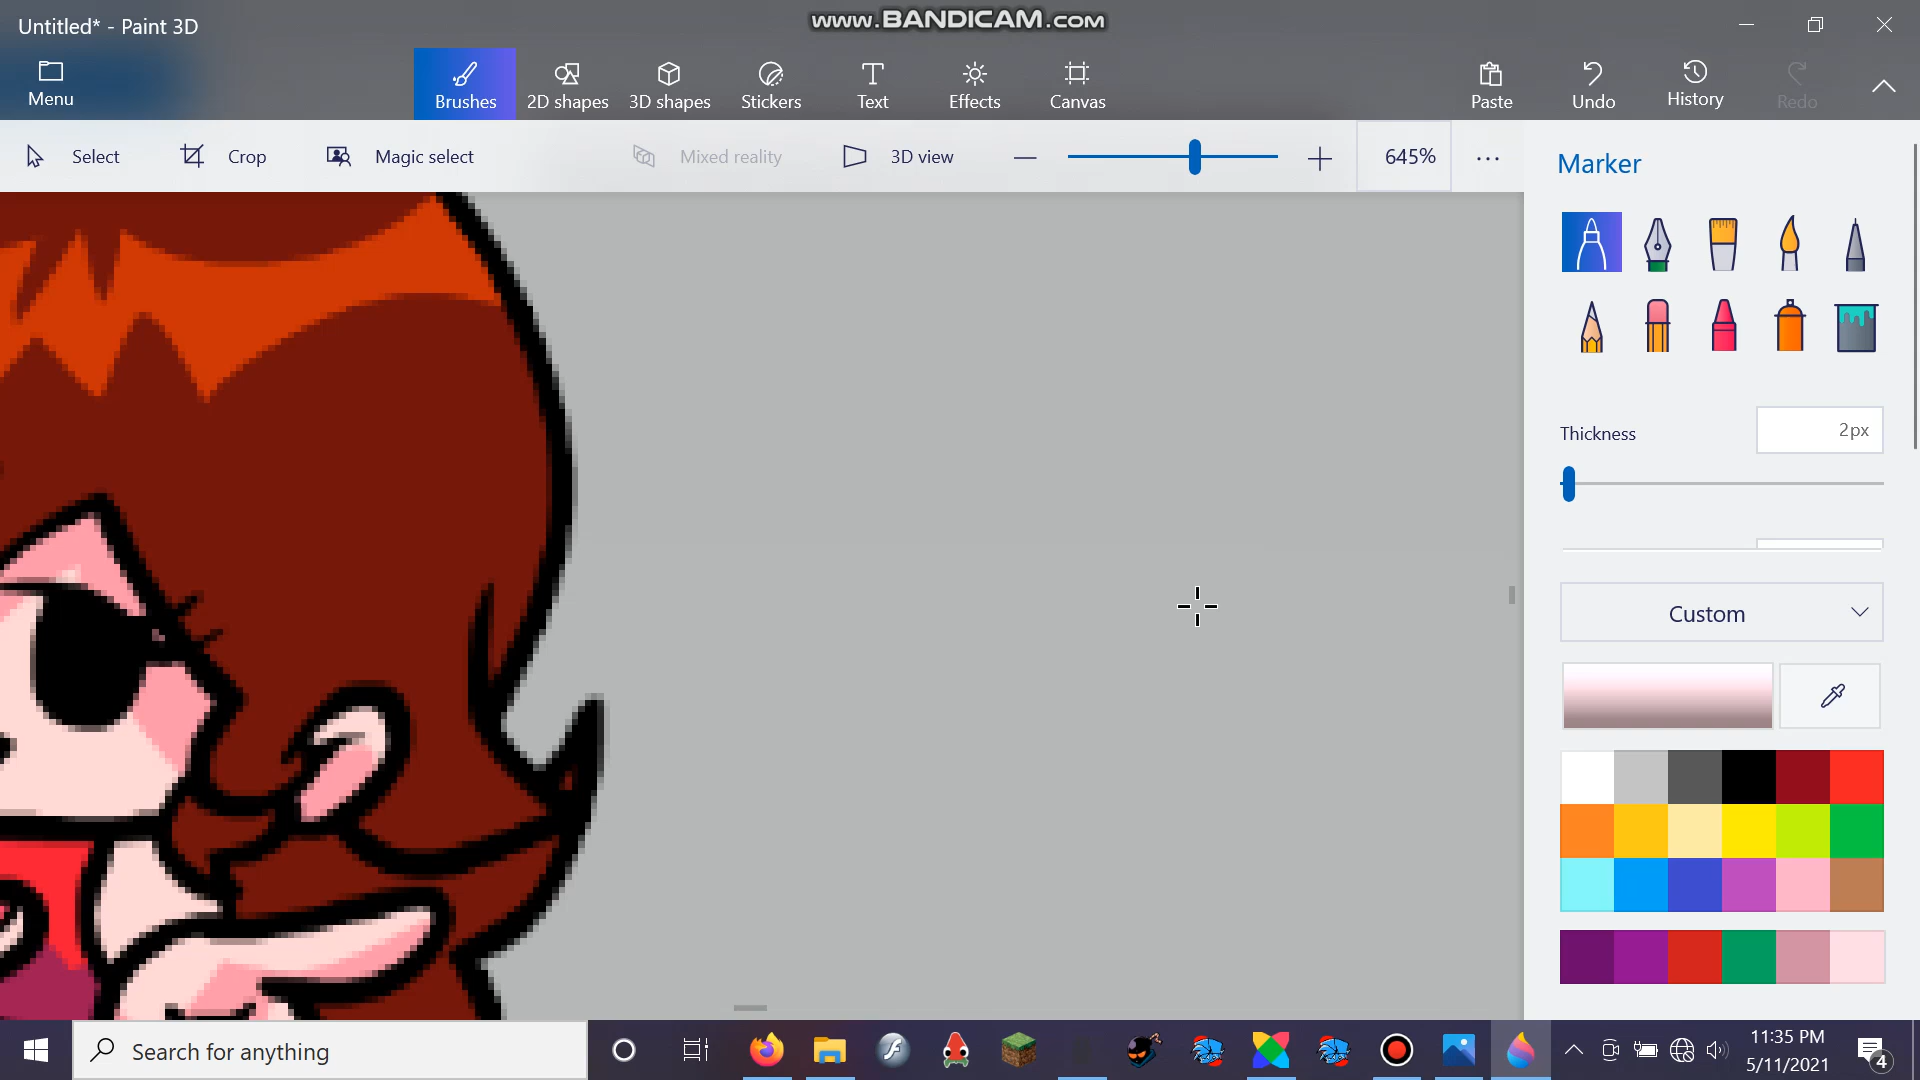 Untitled* - Paint 3D
www.BANDICAM.com
Menu
Brushes
2D shapes
3D shapes
Stickers
Text
Effects
Canvas
Paste
Undo
History
Redo
Select
Crop
Magic select
Mixed reality
3D view
645%
Marker
Thickness
2px
Custom
Search for anything
11:35 PM
5/11/2021
4